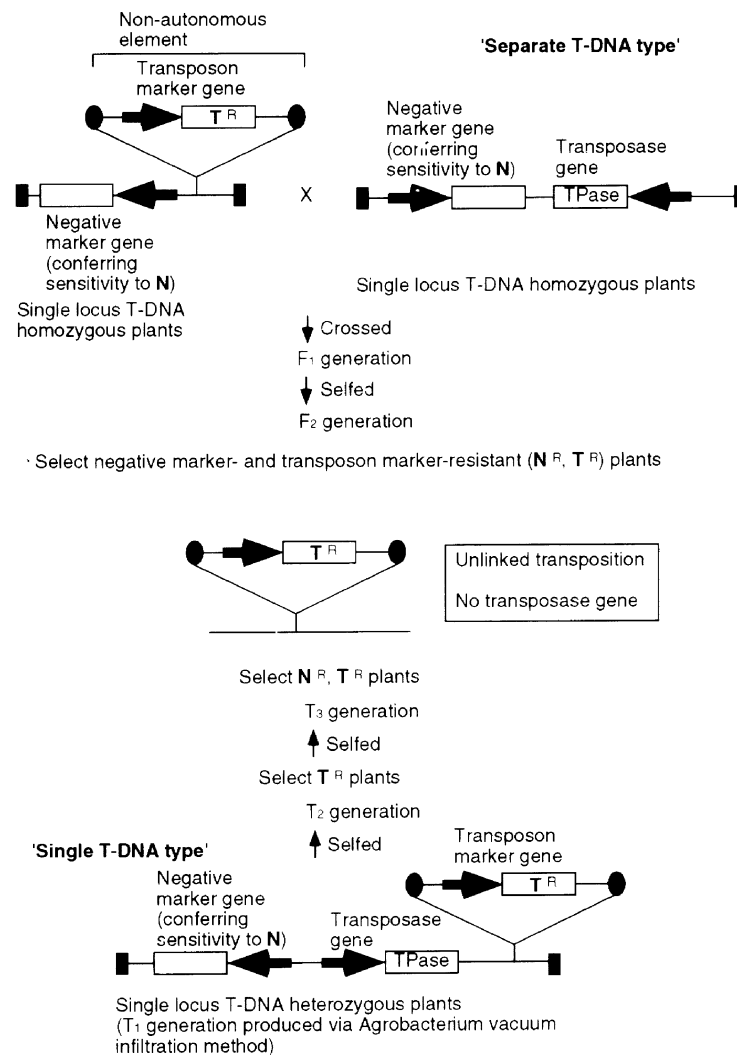 Non-autonomous
element
Transposon
marker gene
T R
Negative
marker gene
(conferring
sensitivity to N)
Single locus T-DNA
homozygous plants
X
'Separate T-DNA type'
Negative
marker gene
(conferring
sensitivity to N)
Transposase
gene
TPase
Single locus T-DNA homozygous plants
Crossed
F1 generation
Selfed
F2 generation
Select negative marker- and transposon marker-resistant (N R, T R) plants
T R
Unlinked transposition
No transposase gene
Select N R, T R plants
T3 generation
Selfed
Select T R plants
T2 generation
Selfed
'Single T-DNA type'
Transposon
marker gene
T R
Negative
marker gene
(conferring
sensitivity to N)
Transposase
gene
TPase
Single locus T-DNA heterozygous plants
(T1 generation produced via Agrobacterium vacuum
infiltration method)